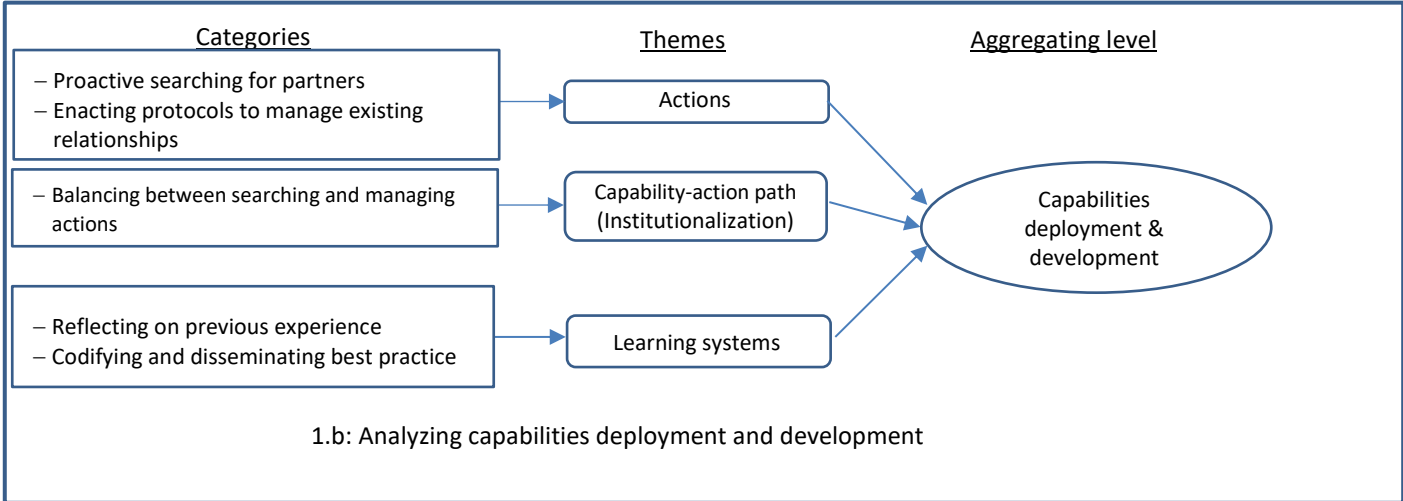 Categories
Themes
Aggregating level
– Proactive searching for partners
– Enacting protocols to manage existing
relationships
Actions
– Balancing between searching and managing
actions
Capability-action path
(Institutionalization)
Capabilities
deployment &
development
– Reflecting on previous experience
– Codifying and disseminating best practice
Learning systems
1.b: Analyzing capabilities deployment and development